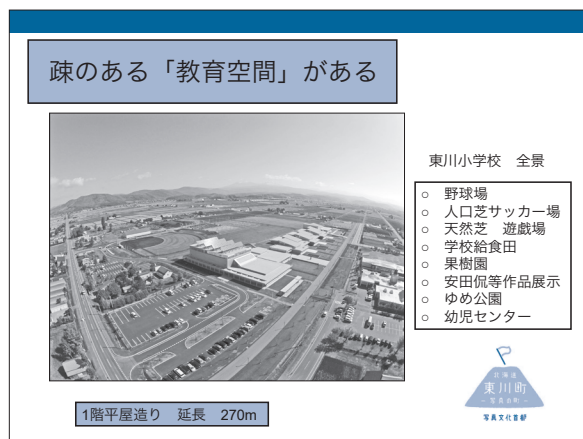 疎のある「教育空間」がある
東川小学校　全景
○　野球場
○　人口芝サッカー場
○　天然芝　遊戯場
○　学校給食田
○　果樹園
○　安田侃等作品展示
○　ゆめ公園
○　幼児センター
1階平屋造り　延長　270m
北海道
東川町
写真文化首都